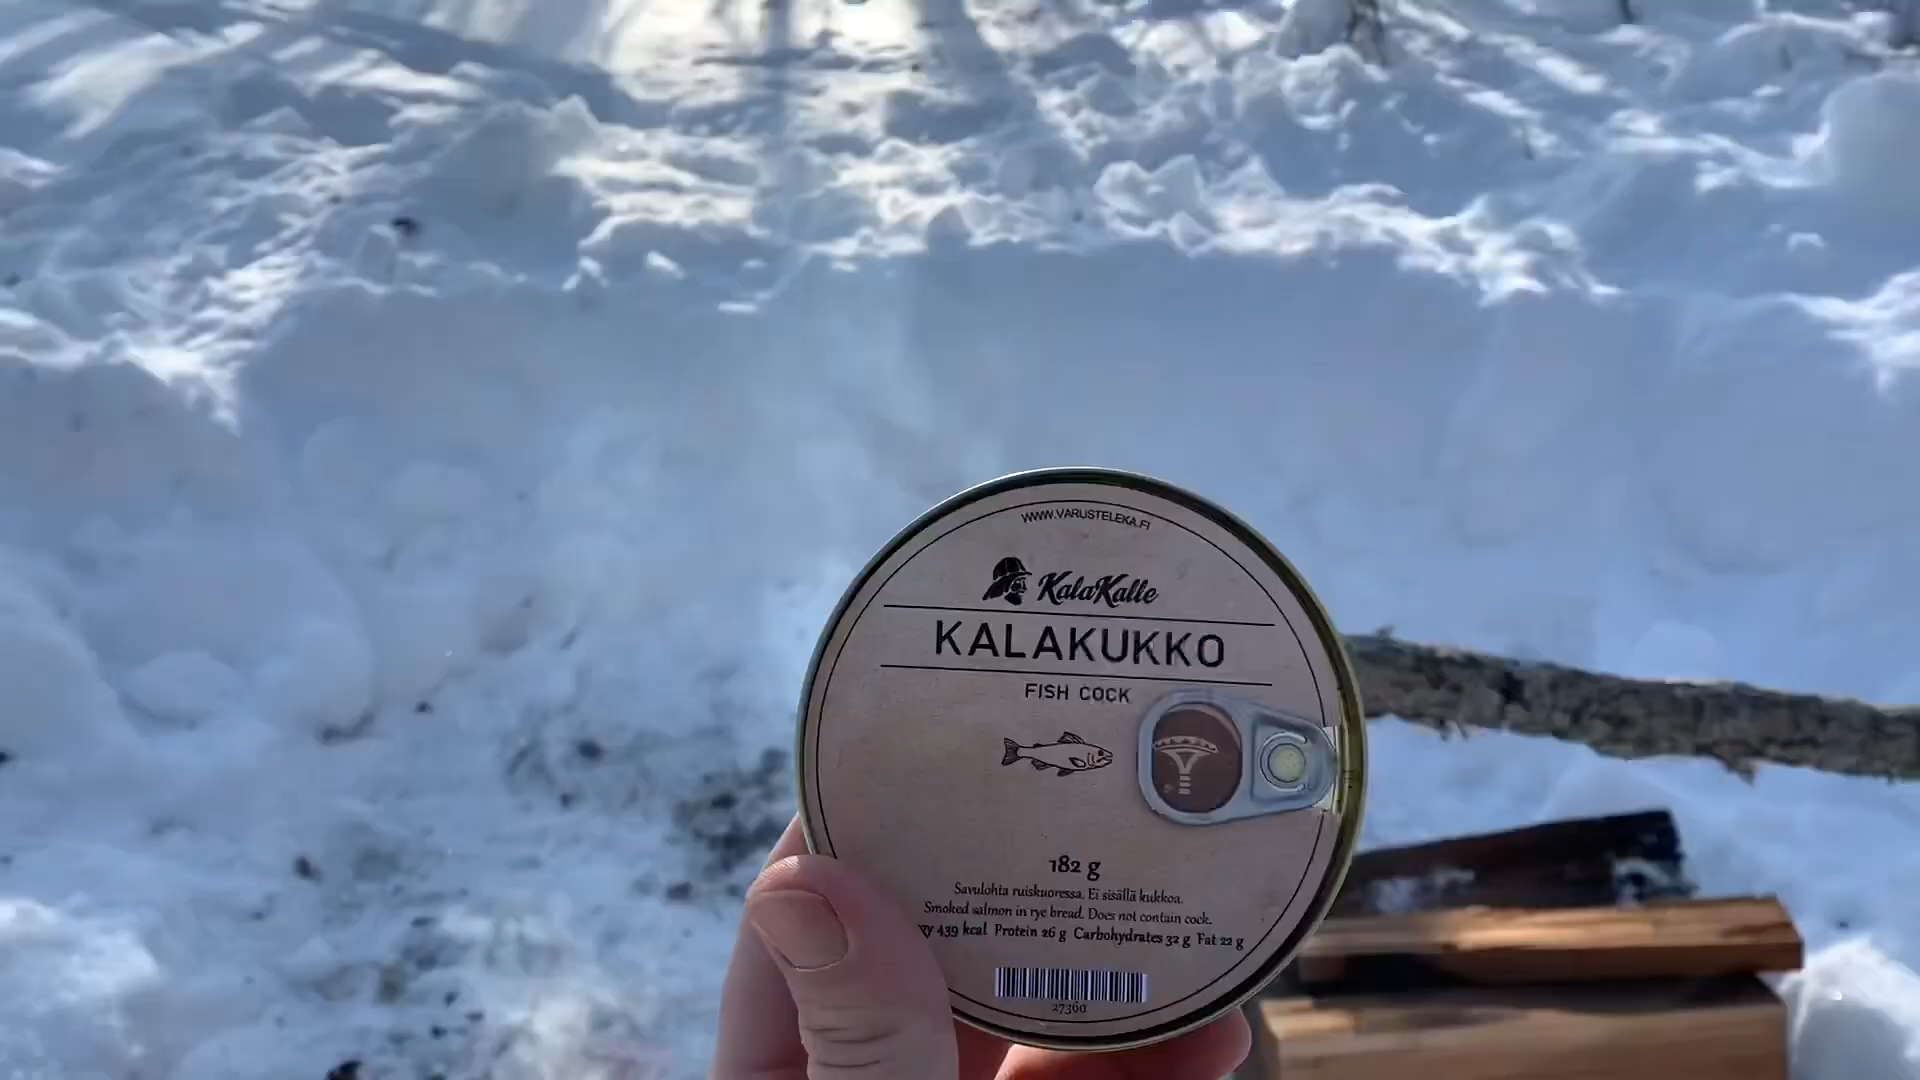 WWW.VARUSTELEKA.FI
KalaKalle
KALAKUKKO
FISH COCK
182 g
Savulohta ruiskuoressa. Ei sisällä kukkoa.
Smoked salmon in rye bread. Does not contain cock.
439 kcal Protein 26 g Carbohydrates 32 g Fat 22 g
27360